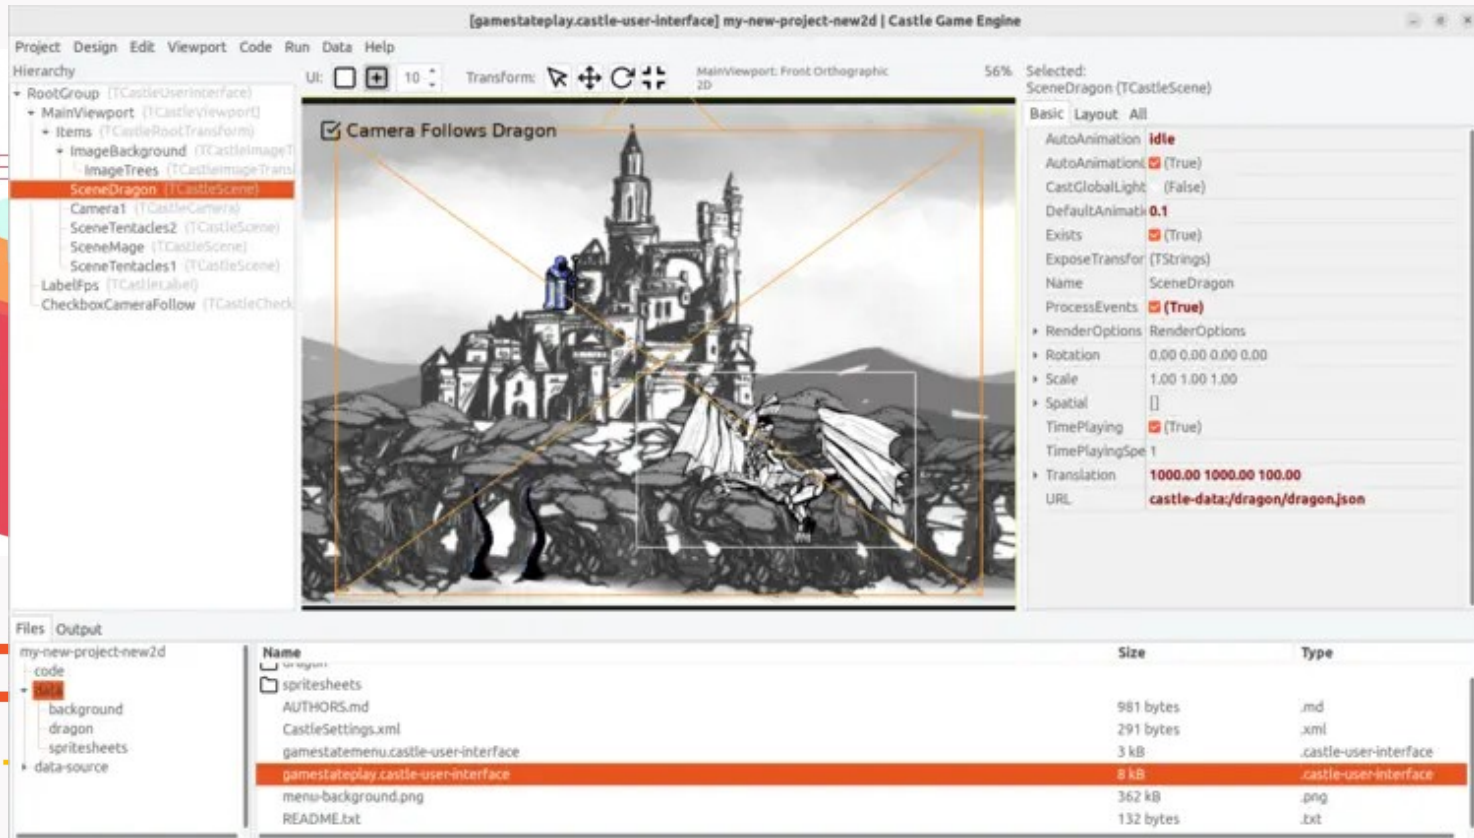 [gamestateplay.castle-user-interface] my-new-project-new2d | Castle Game Engine
Project Design Edit Viewport Code Run Data Help
Hierarchy
RootGroup (TCastleUserInterface)
MainViewport (TCastleViewport)
Items (TCastleRootTransform)
ImageBackground (TCastleImageT
ImageTrees (TCastleImageTransl
SceneDragon (TCastleScene)
Camera1 (TCastleCamera)
SceneTentacles2 (TCastleScene)
SceneMage (TCastleScene)
SceneTentacles1 (TCastleScene)
LabelFps (TCastleLabel)
CheckboxCameraFollow (TCastleCheck
UI: 10 Transform: MainViewport: Front Orthographic 56%
2D
Camera Follows Dragon
Selected:
SceneDragon (TCastleScene)
Basic Layout All
AutoAnimation idle
AutoAnimationL (True)
CastGlobalLight (False)
DefaultAnimati 0.1
Exists (True)
ExposeTransfor (TStrings)
Name SceneDragon
ProcessEvents (True)
RenderOptions RenderOptions
Rotation 0.00 0.00 0.00 0.00
Scale 1.00 1.00 1.00
Spatial []
TimePlaying (True)
TimePlayingSpe 1
Translation 1000.00 1000.00 100.00
URL castle-data:/dragon/dragon.json
Files Output
my-new-project-new2d
code
data
background
dragon
spritesheets
data-source
Name Size Type
dragon
spritesheets
AUTHORS.md 981 bytes .md
CastleSettings.xml 291 bytes .xml
gamestatemenu.castle-user-interface 3 kB .castle-user-interface
gamestateplay.castle-user-interface 8 kB .castle-user-interface
menu-background.png 362 kB .png
README.txt 132 bytes .txt